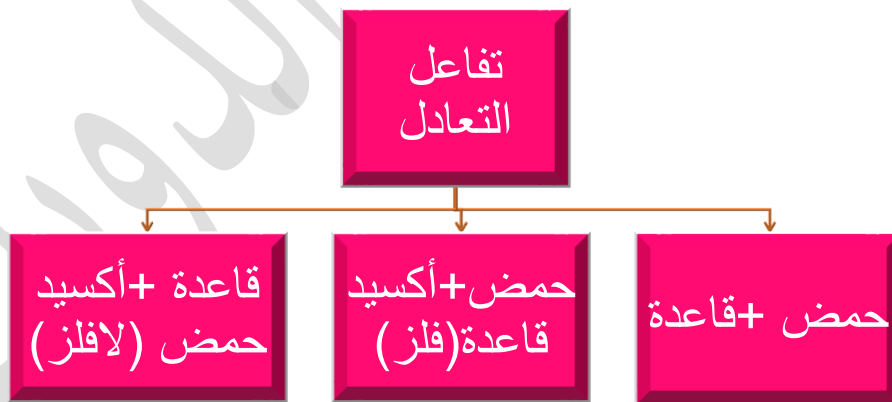 تفاعل
التعادل
حمض +قاعدة
حمض+أكسيد
قاعدة(فلز)
قاعدة +أكسيد
حمض (لافلز)